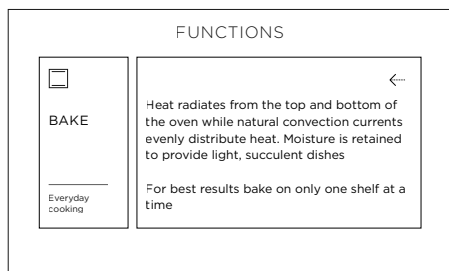 FUNCTIONS
BAKE
Everyday
cooking
Heat radiates from the top and bottom of
the oven while natural convection currents
evenly distribute heat. Moisture is retained
to provide light, succulent dishes
For best results bake on only one shelf at a
time